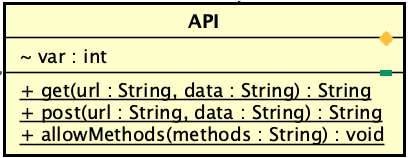 API
~ var : int
+ get(url : String, data : String) : String
+ post(url : String, data : String) : String
+ allowMethods(methods : String) : void